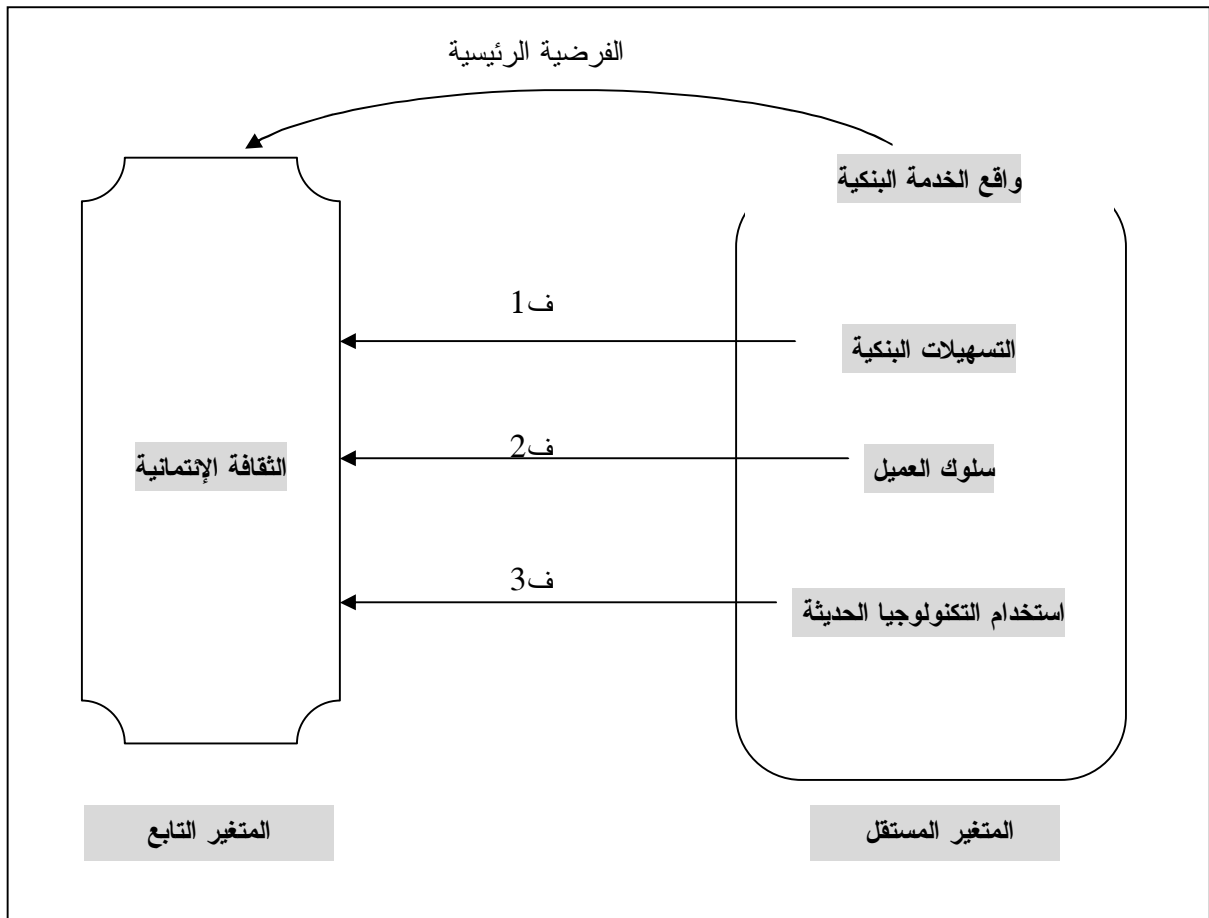 الفرضية الرئيسية
واقع الخدمة البنكية
ف1
التسهيلات البنكية
ف2
سلوك العميل
الثقافة الإئتمانية
ف3
استخدام التكنولوجيا الحديثة
المتغير المستقل
المتغير التابع